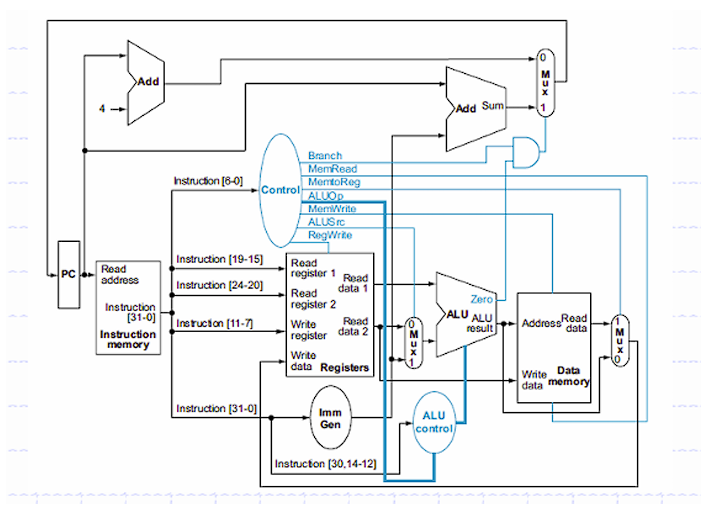 0
Add
M
u
x
Add Sum
4
1
Branch
MemRead
Instruction [6-0]
Control
MemtoReg
ALUOp
MemWrite
ALUSrc
RegWrite
Instruction [19-15]
Read
register 1
Read
data 1
PC
Read
address
Instruction [24-20]
Read
register 2
Zero
Instruction
[31-0]
Instruction
memory
Instruction [11-7]
Write
register
Read
data 2
0
M
u
x
1
ALU
ALU
result
Address
Read
data
1
M
u
x
0
Write
data
Registers
Write
data
Data
memory
Instruction [31-0]
Imm
Gen
ALU
control
Instruction [30,14-12]